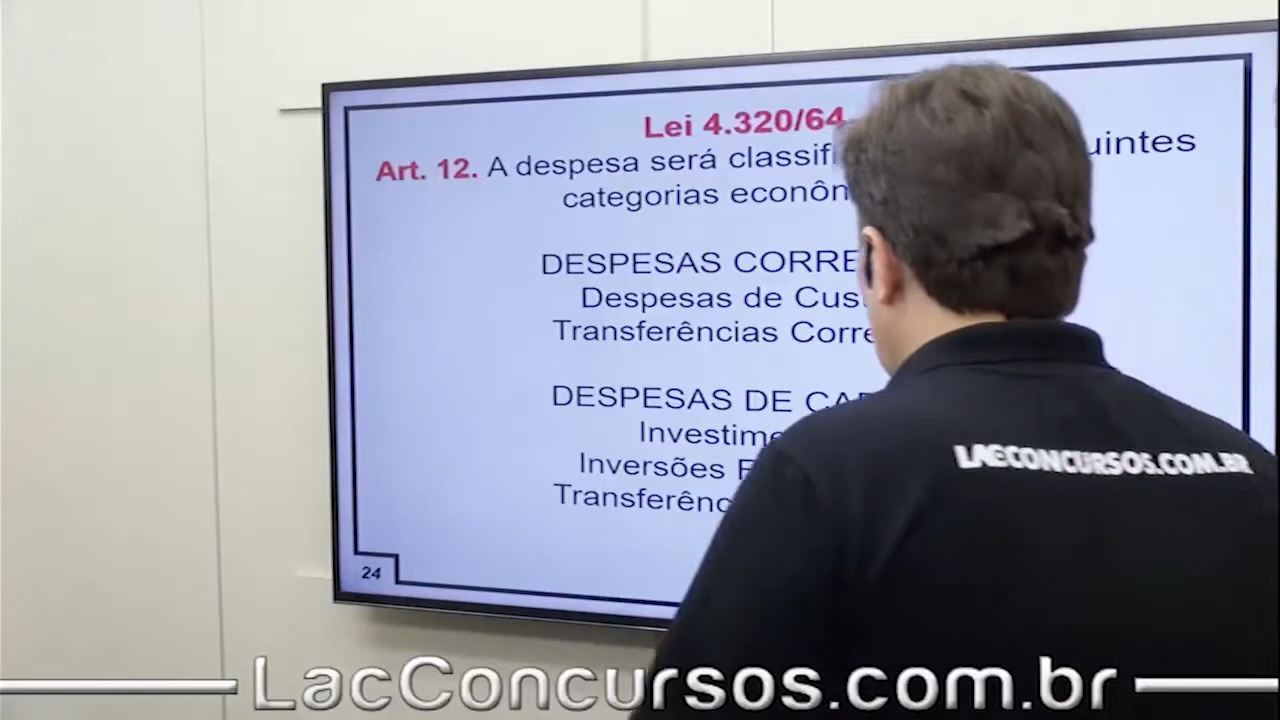 Lei 4.320/64
Art. 12. A despesa será classifi uintes
categorias econôn
DESPESAS CORRE
Despesas de Cus
Transferências Corre
DESPESAS DE CAP
Investime
Inversões F
Transferênc
24
LACCONCURSOS.COM.BR
LacConcursos.com.br